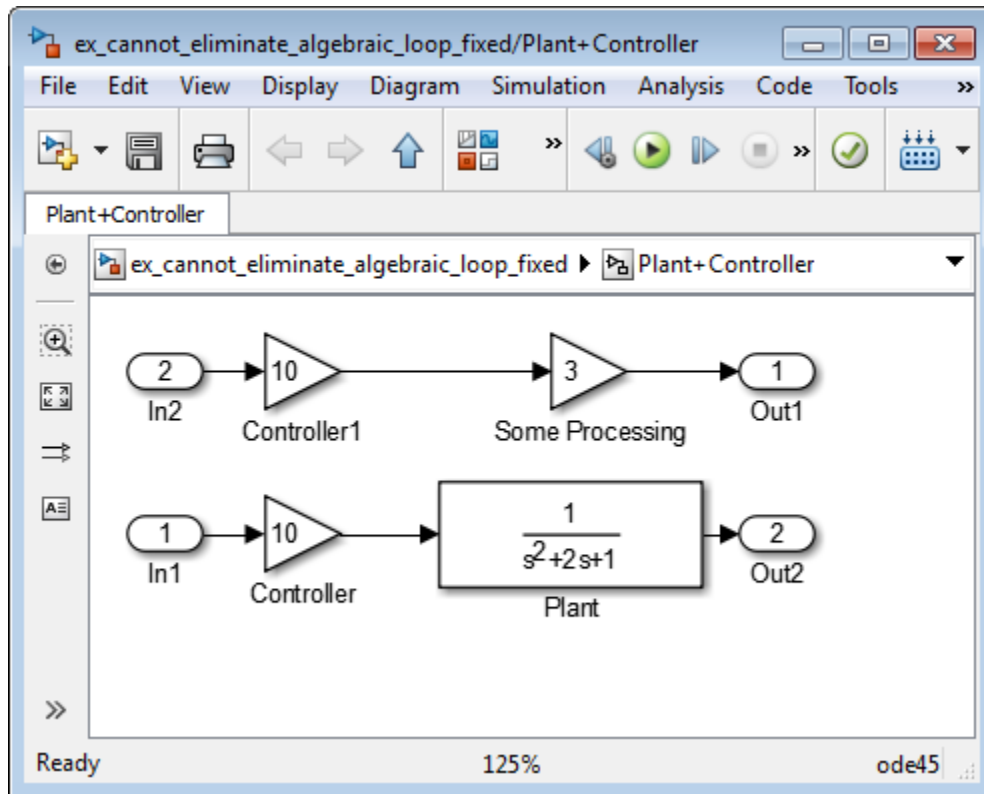 ex_cannot_eliminate_algebraic_loop_fixed/Plant+Controller
File Edit View Display Diagram Simulation Analysis Code Tools »
Plant+Controller
ex_cannot_eliminate_algebraic_loop_fixed Plant+Controller
2 10 3 1
In2 Controller1 Some Processing Out1
1 10 1 2
s²+2s+1
In1 Controller Plant Out2
Ready 125% ode45